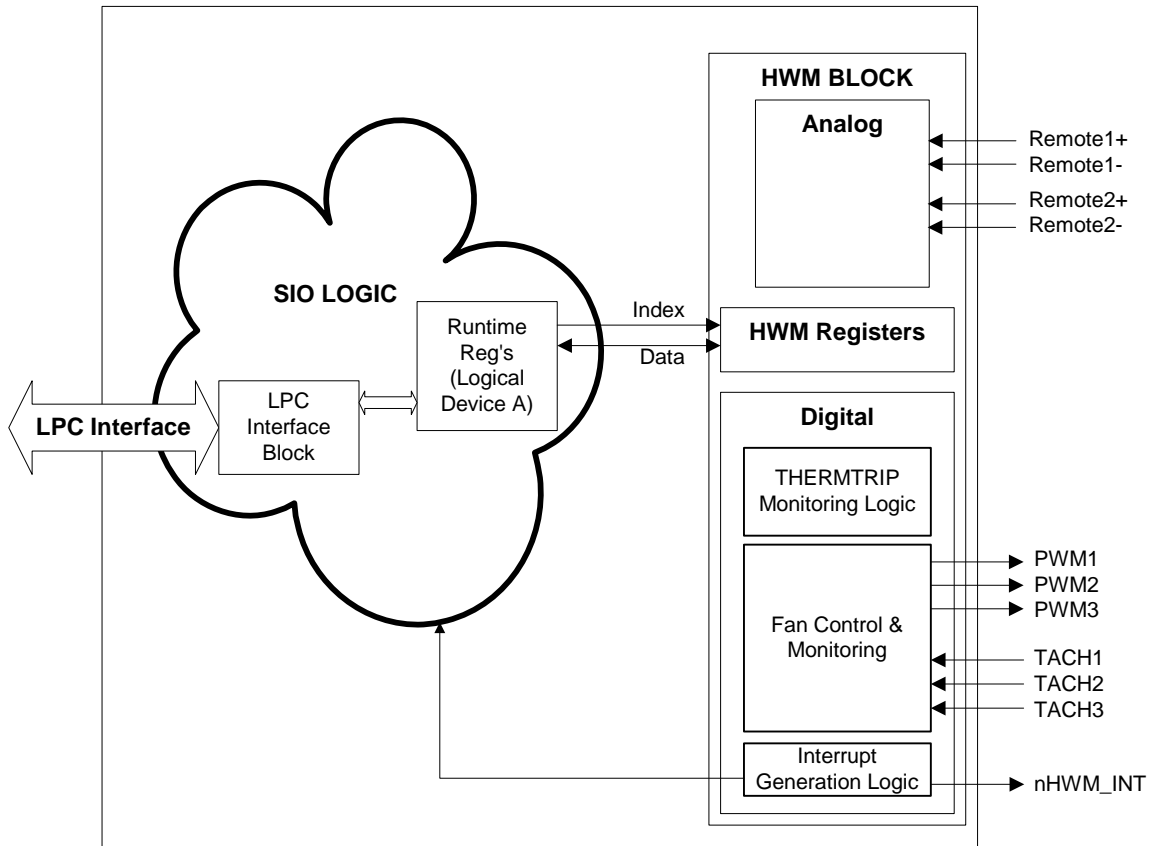 HWM BLOCK
Analog
Remote1+
Remote1-
Remote2+
Remote2-
SIO LOGIC
Runtime
Reg's
(Logical
Device A)
Index
Data
HWM Registers
LPC Interface
LPC
Interface
Block
Digital
THERMTRIP
Monitoring Logic
Fan Control &
Monitoring
PWM1
PWM2
PWM3
TACH1
TACH2
TACH3
Interrupt
Generation Logic
nHWM_INT